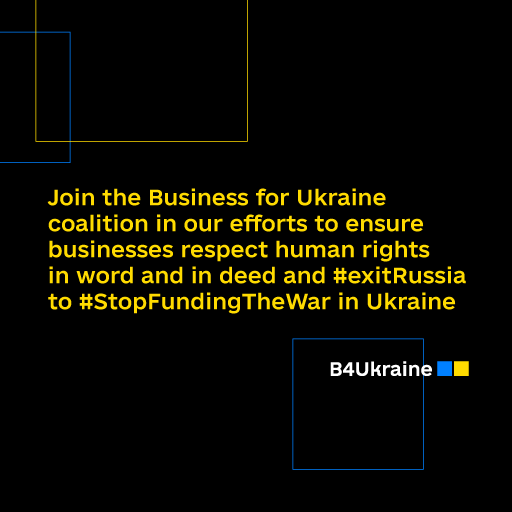 Join the Business for Ukraine
coalition in our efforts to ensure
businesses respect human rights
in word and in deed and #exitRussia
to #StopFundingTheWar in Ukraine
B4Ukraine